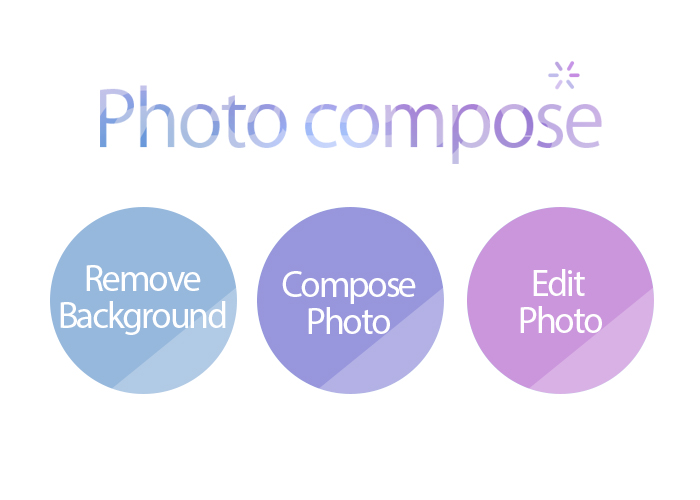 Photo compose
Remove
Background
Compose
Photo
Edit
Photo